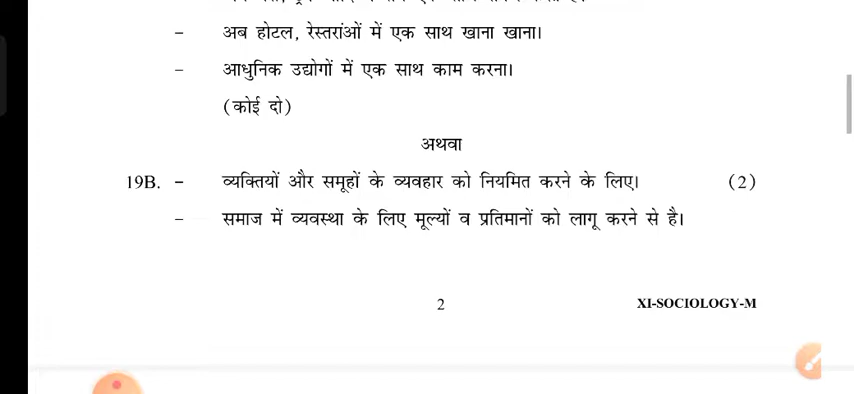 - अब होटल, रेस्तरांओं में एक साथ खाना खाना।
- आधुनिक उद्योगों में एक साथ काम करना।
(कोई दो)
अथवा
19B. - व्यक्तियों और समूहों के व्यवहार को नियमित करने के लिए। (2)
- समाज में व्यवस्था के लिए मूल्यों व प्रतिमानों को लागू करने से है।
2 XI-SOCIOLOGY-M